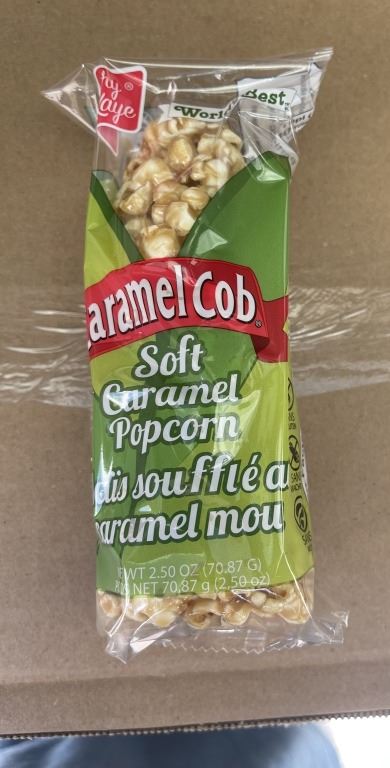 World Best
aramel Cob®
Soft
Caramel
Popcorn
ïs soufflé a
aramel mou
WT 2.50 OZ (70.87 G)
NET 70,87 g (2,50 oz)
SANS